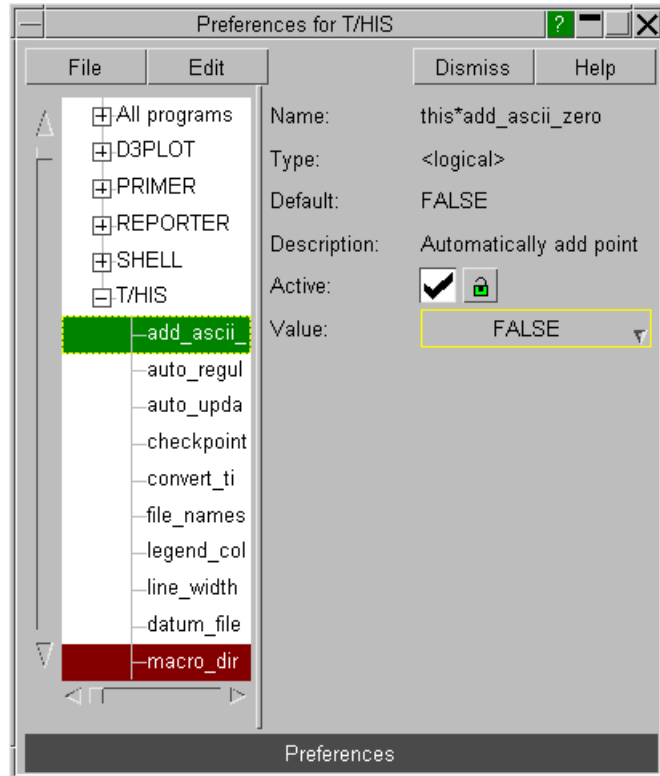 Preferences for T/HIS
?
File Edit Dismiss Help
All programs
D3PLOT
PRIMER
REPORTER
SHELL
T/HIS
add_ascii_
auto_regul
auto_upda
checkpoint
convert_ti
file_names
legend_col
line_width
datum_file
macro_dir
Name: this*add_ascii_zero
Type: <logical>
Default: FALSE
Description: Automatically add point
Active:
Value: FALSE
Preferences